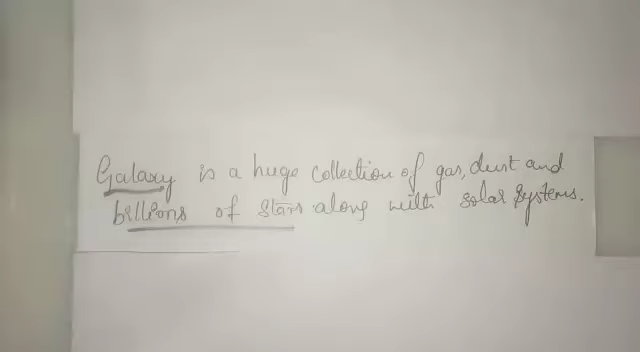 Galaxy is a huge collection of gas, dust and
billions of stars along with solar systems.